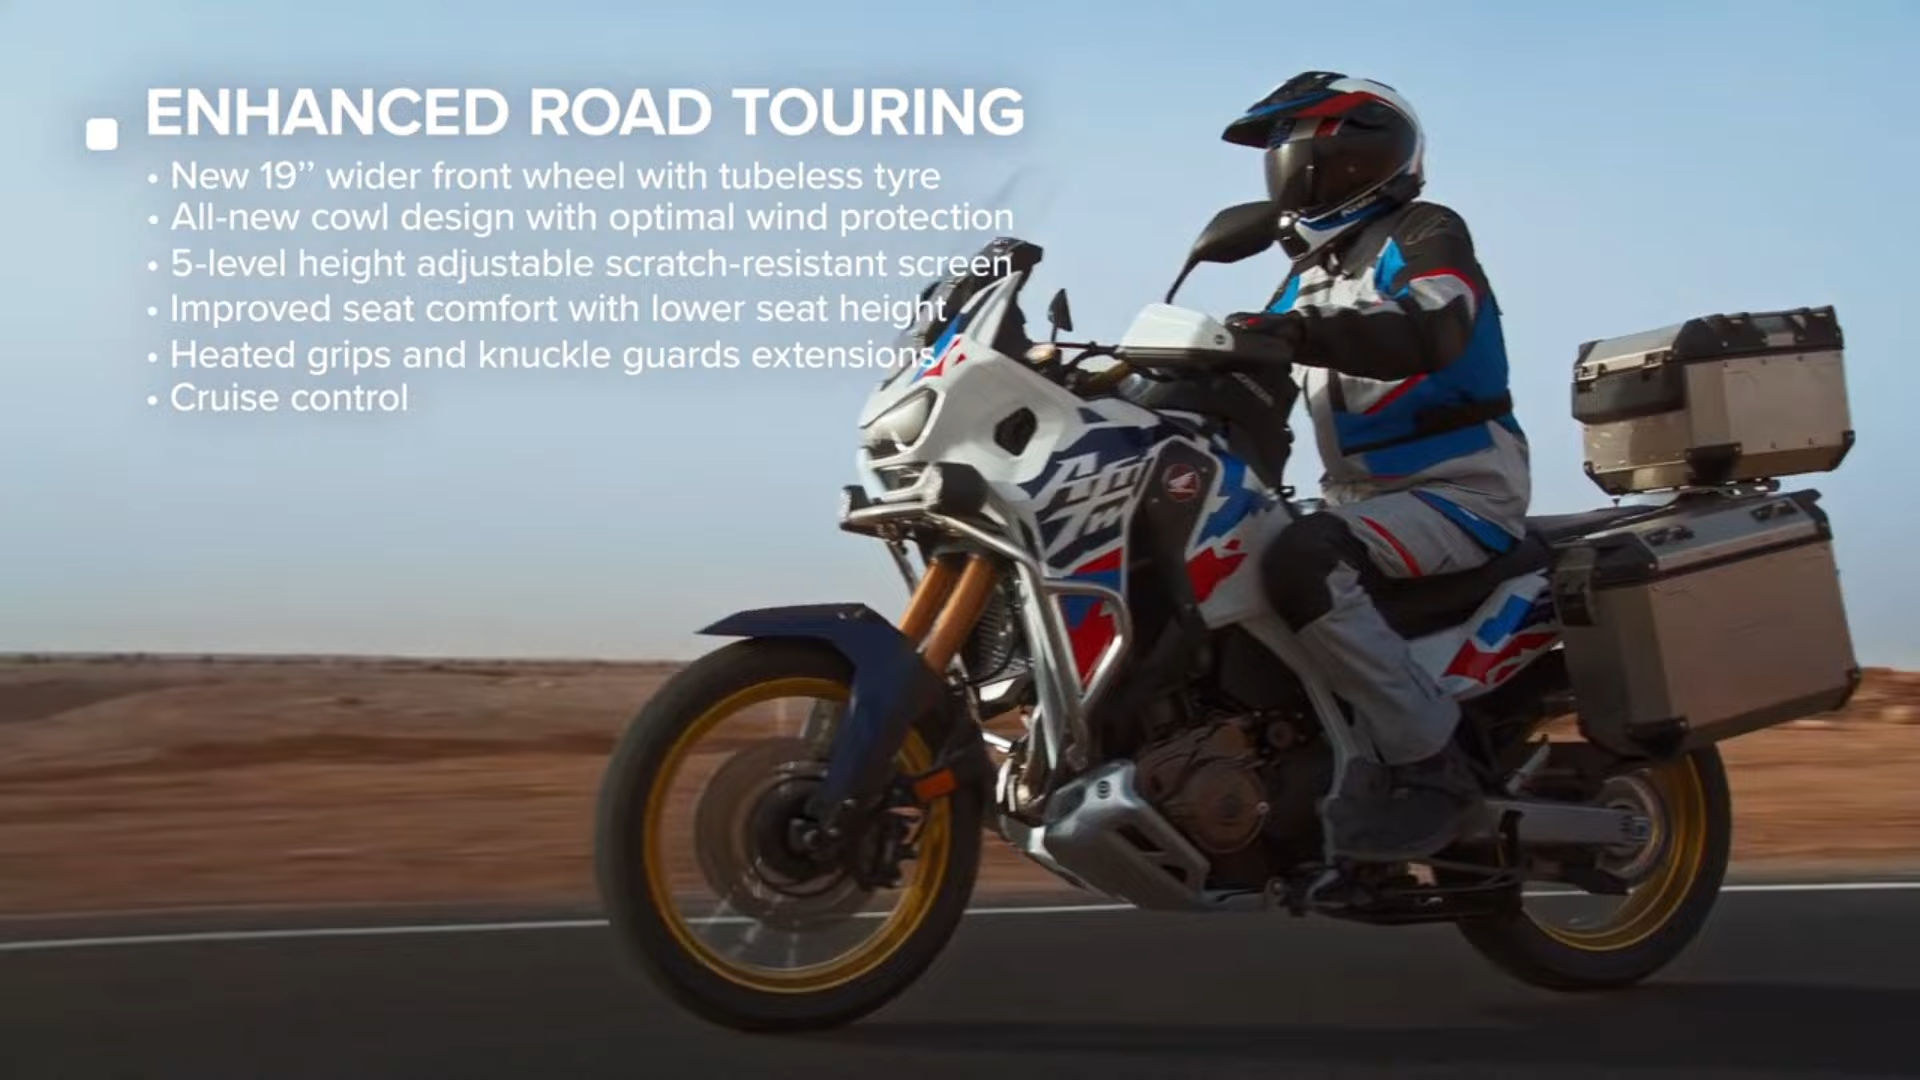 ENHANCED ROAD TOURING
• New 19’’ wider front wheel with tubeless tyre
• All-new cowl design with optimal wind protection
• 5-level height adjustable scratch-resistant screen
• Improved seat comfort with lower seat height
• Heated grips and knuckle guards extensions
• Cruise control